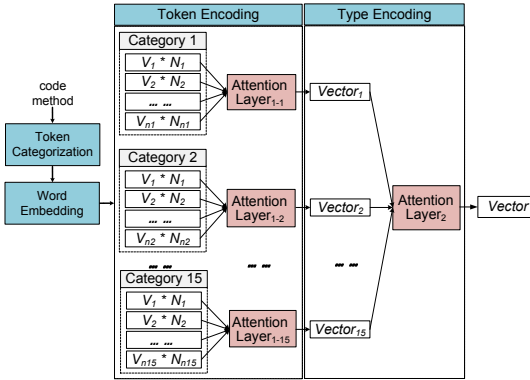 Token Encoding
Type Encoding
code
method
Token
Categorization
Word
Embedding
Category 1
V1 * N1
V2 * N2
... ...
Vn1 * Nn1
Attention
Layer1-1
Vector1
Category 2
V1 * N1
V2 * N2
... ...
Vn2 * Nn2
Attention
Layer1-2
Vector2
Attention
Layer2
Vector
... ...
... ...
... ...
Category 15
V1 * N1
V2 * N2
... ...
Vn15 * Nn15
Attention
Layer1-15
Vector15